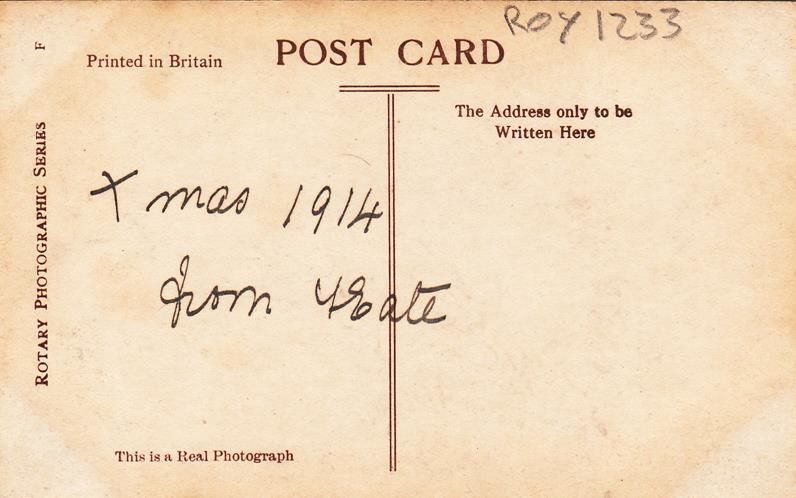 ROY 1233
POST CARD
Printed in Britain
F
ROTARY PHOTOGRAPHIC SERIES
The Address only to be
Written Here
Xmas 1914
from Kate
This is a Real Photograph